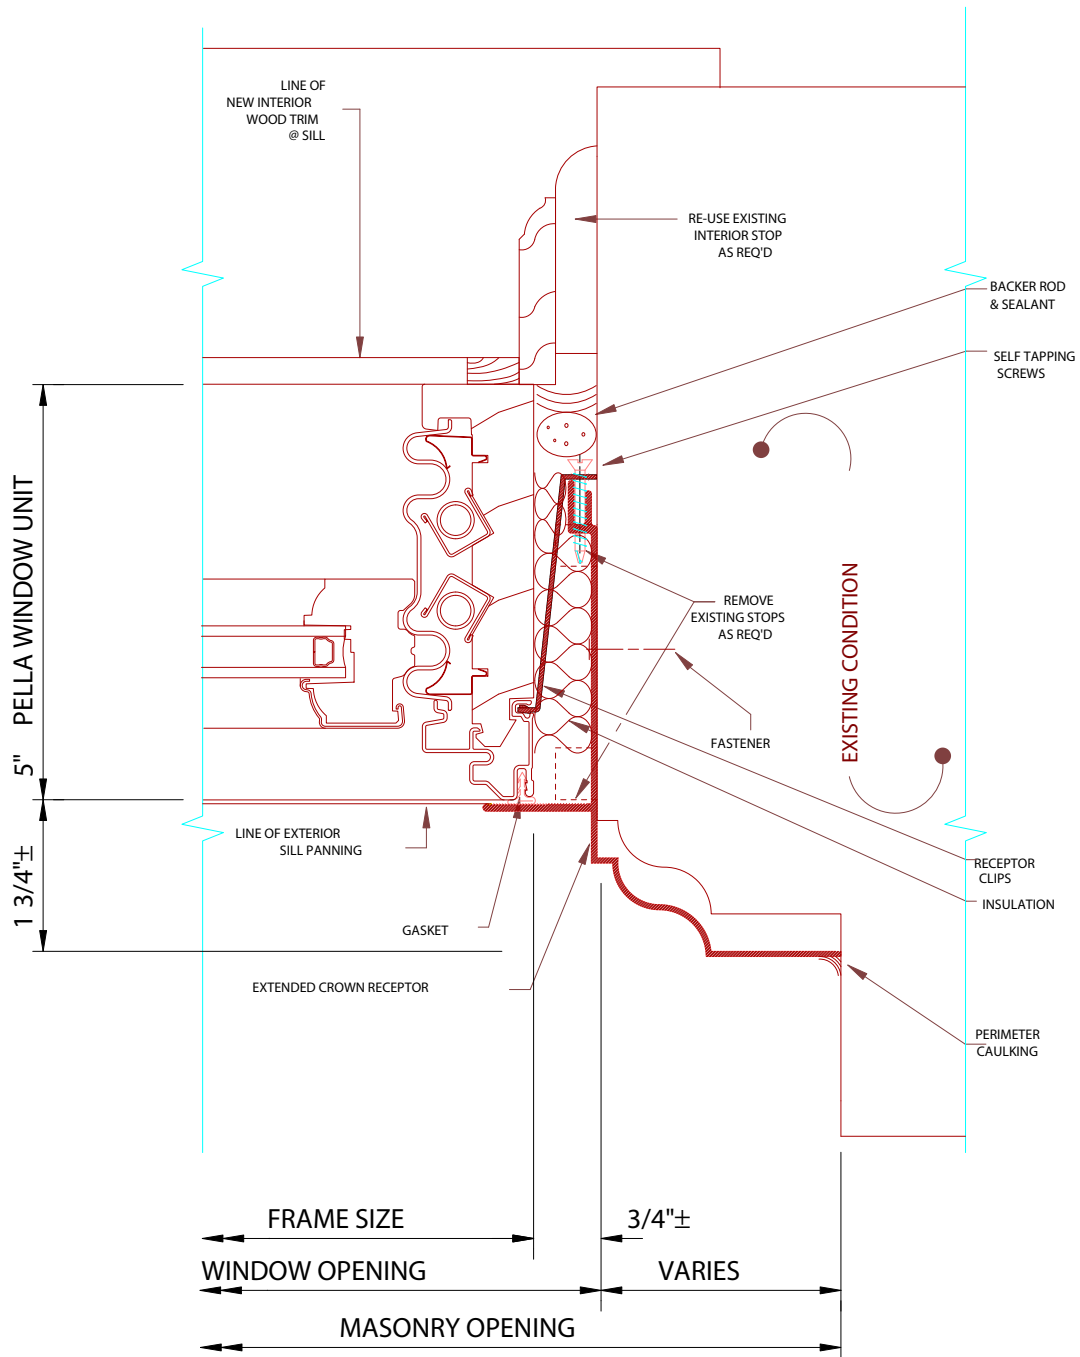 LINE OF
NEW INTERIOR
WOOD TRIM
@ SILL
RE-USE EXISTING
INTERIOR STOP
AS REQ'D
BACKER ROD
& SEALANT
SELF TAPPING
SCREWS
5" PELLA WINDOW UNIT
REMOVE
EXISTING STOPS
AS REQ'D
EXISTING CONDITION
FASTENER
1 3/4"±
LINE OF EXTERIOR
SILL PANNING
RECEPTOR
CLIPS
INSULATION
GASKET
EXTENDED CROWN RECEPTOR
PERIMETER
CAULKING
FRAME SIZE
3/4"±
WINDOW OPENING
VARIES
MASONRY OPENING